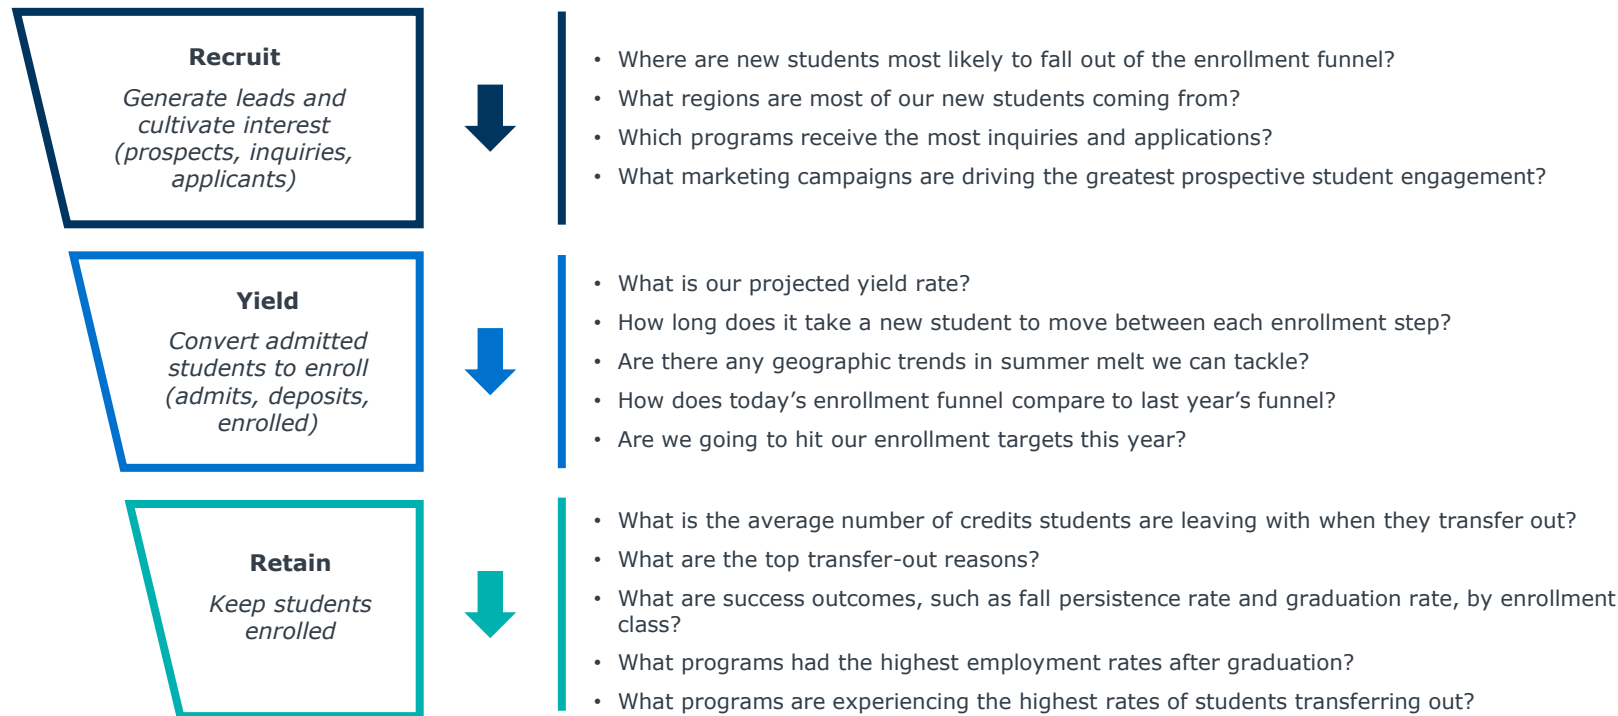 Recruit
Generate leads and
cultivate interest
(prospects, inquiries,
applicants)
• Where are new students most likely to fall out of the enrollment funnel?
• What regions are most of our new students coming from?
• Which programs receive the most inquiries and applications?
• What marketing campaigns are driving the greatest prospective student engagement?
Yield
Convert admitted
students to enroll
(admits, deposits,
enrolled)
• What is our projected yield rate?
• How long does it take a new student to move between each enrollment step?
• Are there any geographic trends in summer melt we can tackle?
• How does today’s enrollment funnel compare to last year’s funnel?
• Are we going to hit our enrollment targets this year?
Retain
Keep students
enrolled
• What is the average number of credits students are leaving with when they transfer out?
• What are the top transfer-out reasons?
• What are success outcomes, such as fall persistence rate and graduation rate, by enrollment
class?
• What programs had the highest employment rates after graduation?
• What programs are experiencing the highest rates of students transferring out?